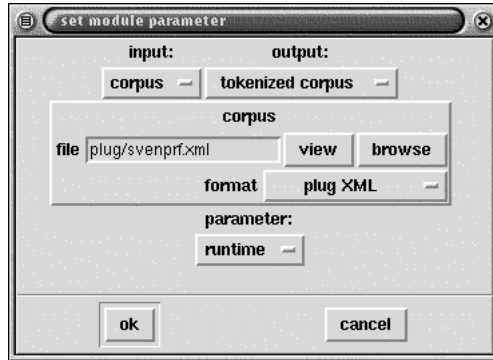 set module parameter
input: output:
corpus tokenized corpus
corpus
file plug/svenprf.xml view browse
format plug XML
parameter:
runtime
ok cancel